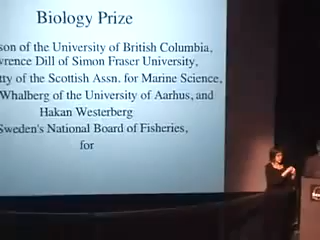 Biology Prize
son of the University of British Columbia,
wrence Dill of Simon Fraser University,
tty of the Scottish Assn. for Marine Science,
Whalberg of the University of Aarhus, and
Hakan Westerberg
Sweden's National Board of Fisheries,
for